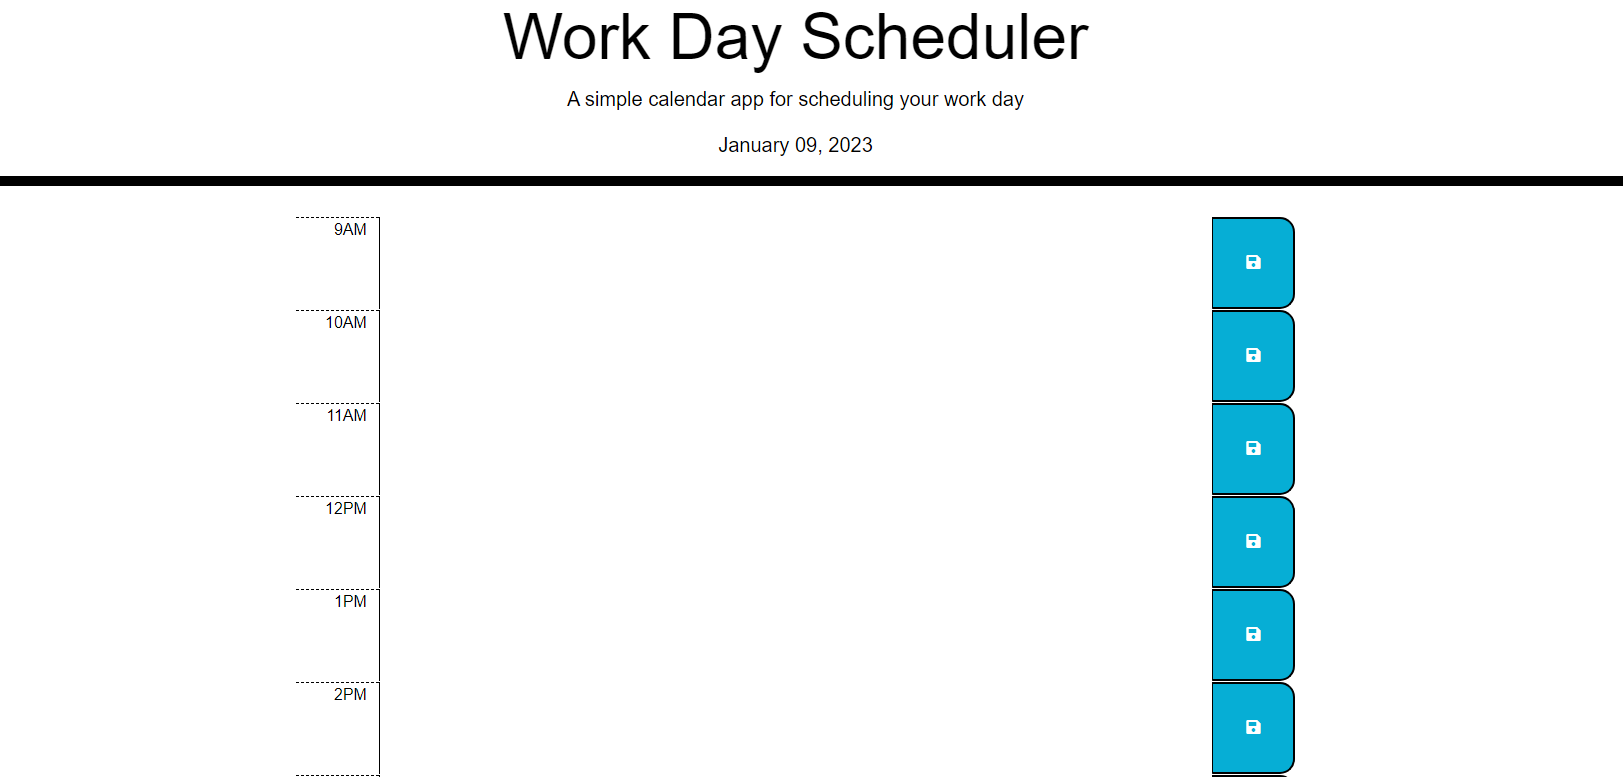 Work Day Scheduler
A simple calendar app for scheduling your work day
January 09, 2023
9AM
10AM
11AM
12PM
1PM
2PM